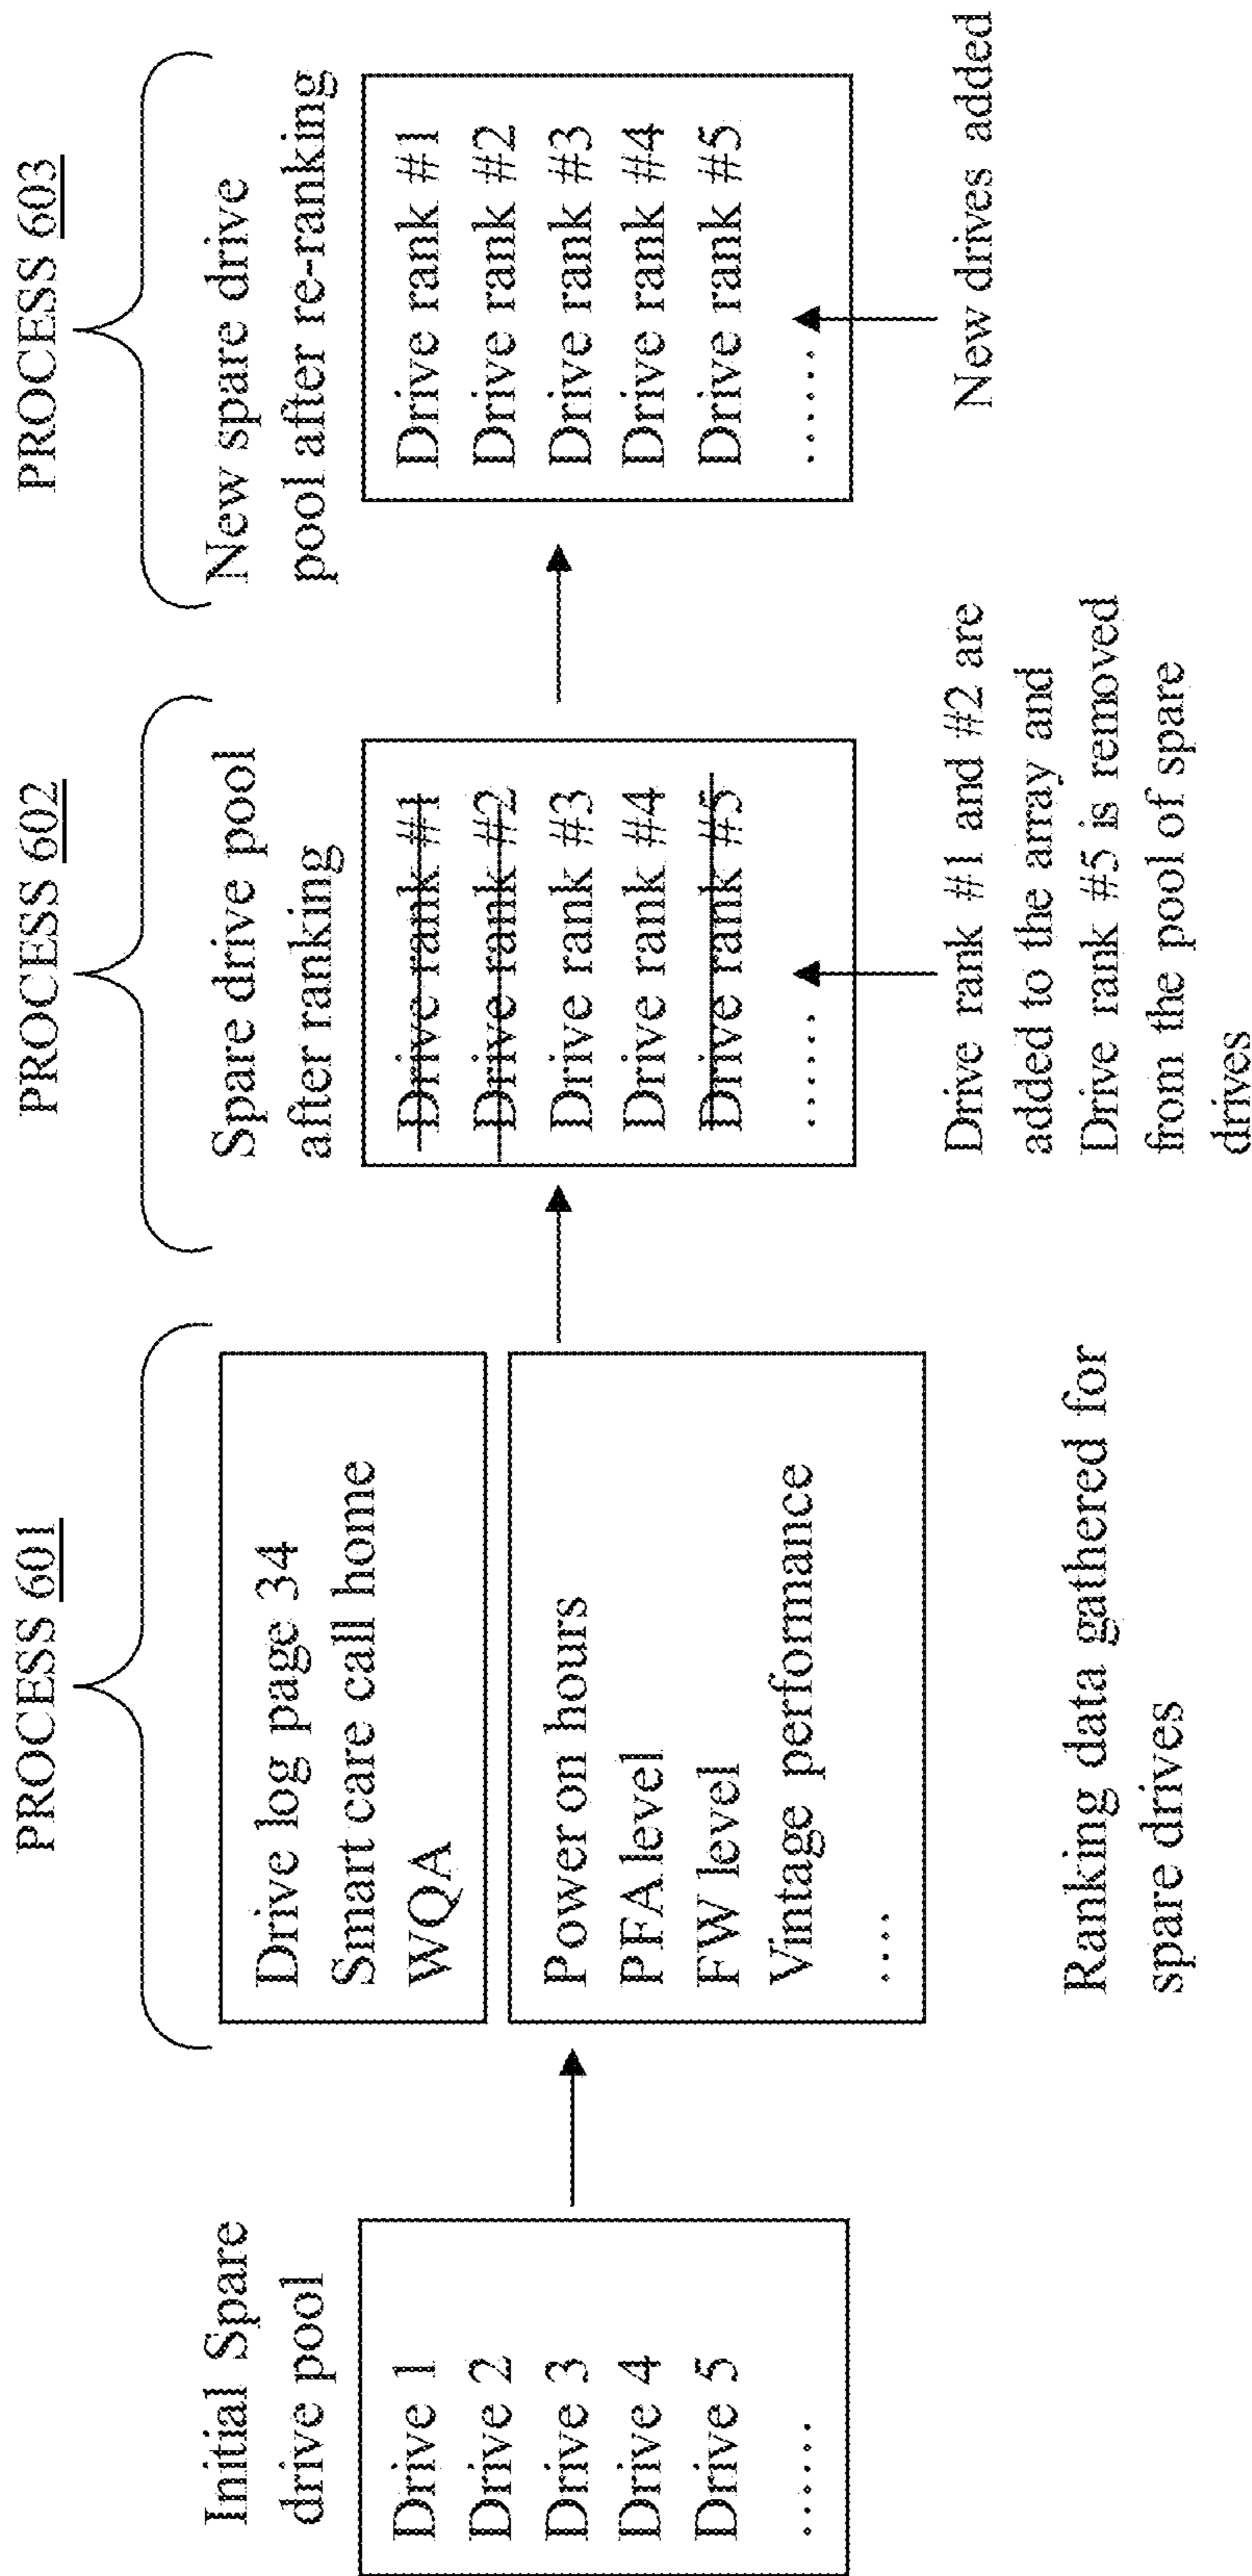 Initial Spare
drive pool
Drive 1
Drive 2
Drive 3
Drive 4
Drive 5
......
PROCESS 601
Drive log page 34
Smart care call home
WQA
Power on hours
PFA level
FW level
Vintage performance
....
Ranking data gathered for
spare drives
PROCESS 602
Spare drive pool
after ranking
Drive rank #1
Drive rank #2
Drive rank #3
Drive rank #4
Drive rank #5
......
Drive rank #1 and #2 are
added to the array and
Drive rank #5 is removed
from the pool of spare
drives
PROCESS 603
New spare drive
pool after re-ranking
Drive rank #1
Drive rank #2
Drive rank #3
Drive rank #4
Drive rank #5
......
New drives added